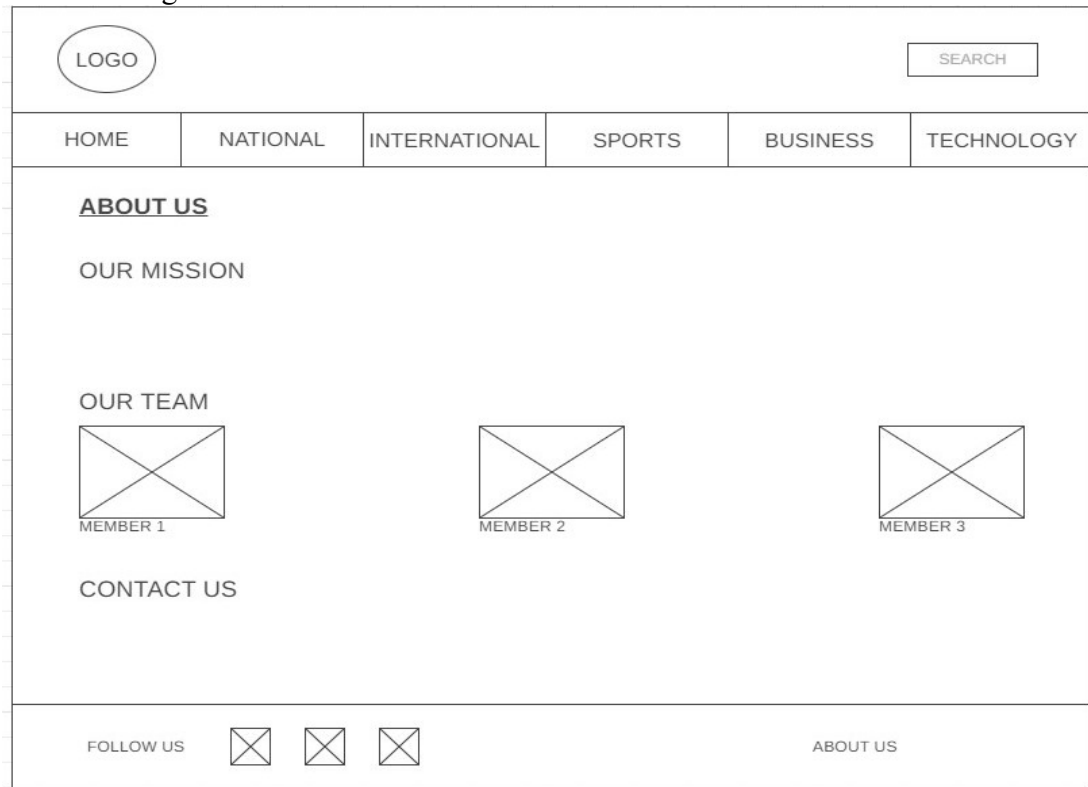 LOGO
SEARCH
HOME NATIONAL INTERNATIONAL SPORTS BUSINESS TECHNOLOGY
ABOUT US
OUR MISSION
OUR TEAM
MEMBER 1 MEMBER 2 MEMBER 3
CONTACT US
FOLLOW US ABOUT US